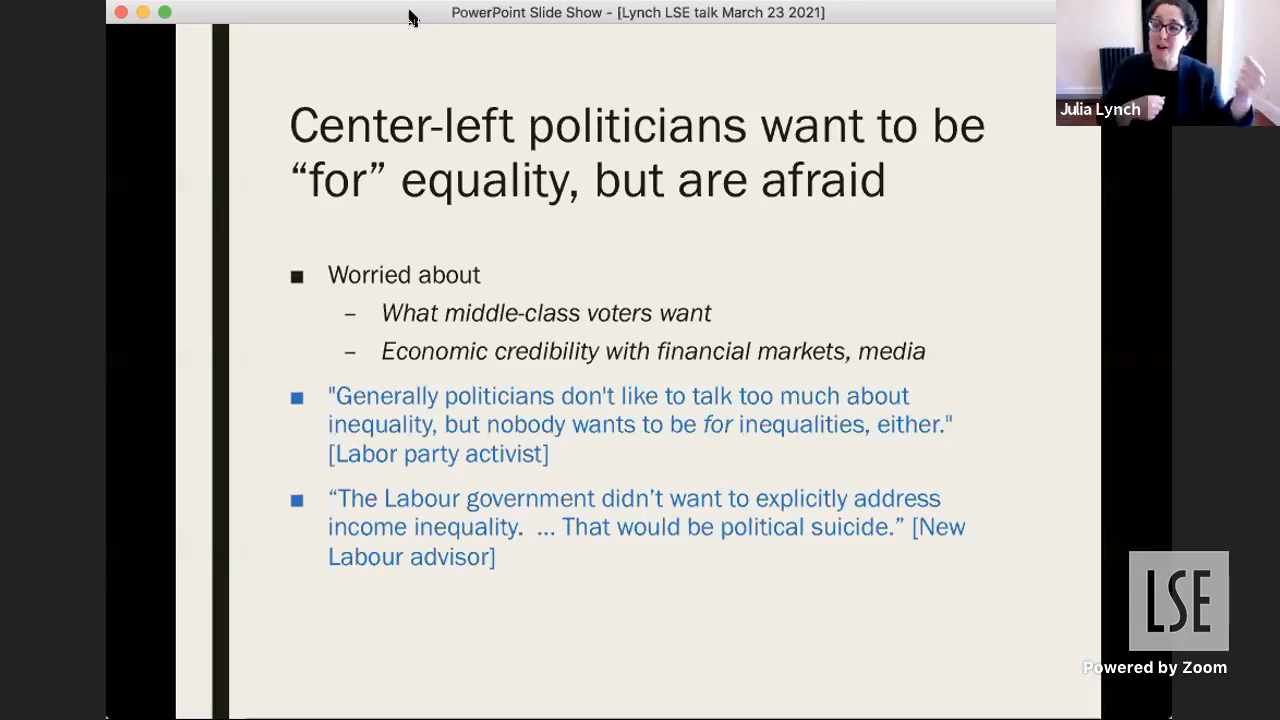 PowerPoint Slide Show - [Lynch LSE talk March 23 2021]
Julia Lynch
Center-left politicians want to be
“for” equality, but are afraid
■ Worried about
– What middle-class voters want
– Economic credibility with financial markets, media
■ "Generally politicians don't like to talk too much about
inequality, but nobody wants to be for inequalities, either."
[Labor party activist]
■ “The Labour government didn’t want to explicitly address
income inequality. ... That would be political suicide.” [New
Labour advisor]
LSE
Powered by Zoom